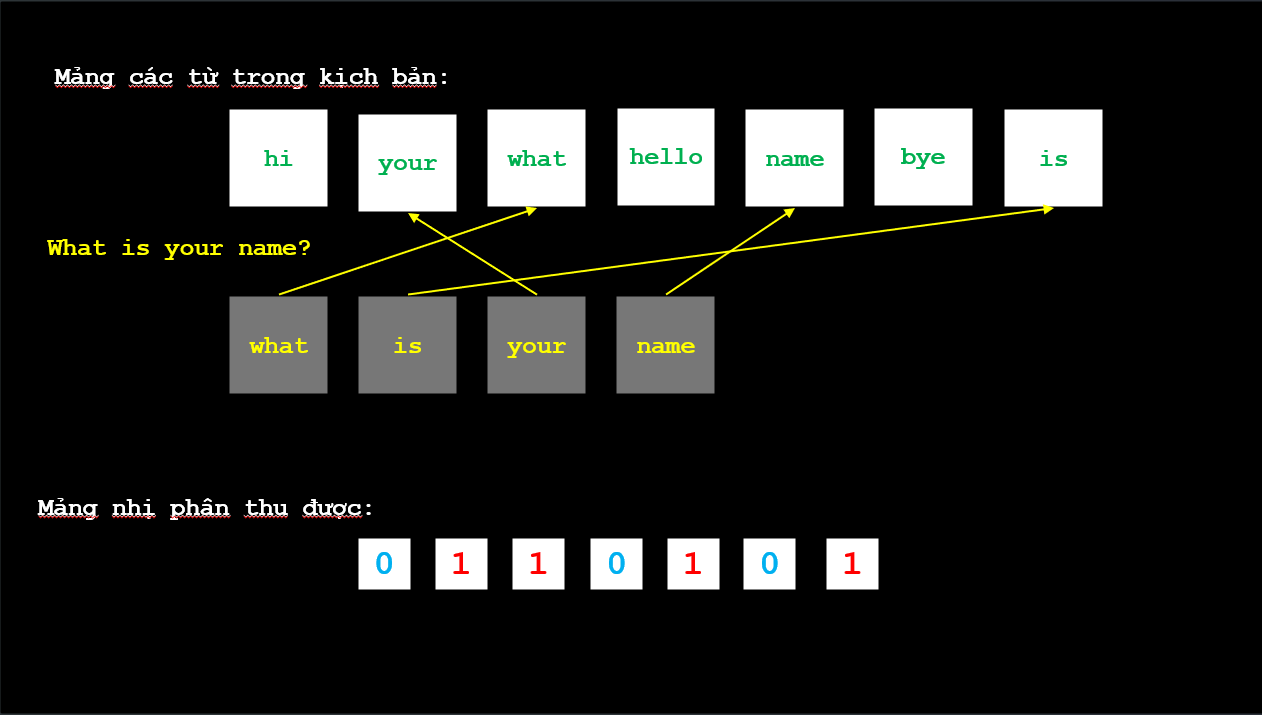 Mảng các từ trong kịch bản:
hi your what hello name bye is
What is your name?
what is your name
Mảng nhị phân thu được:
0 1 1 0 1 0 1